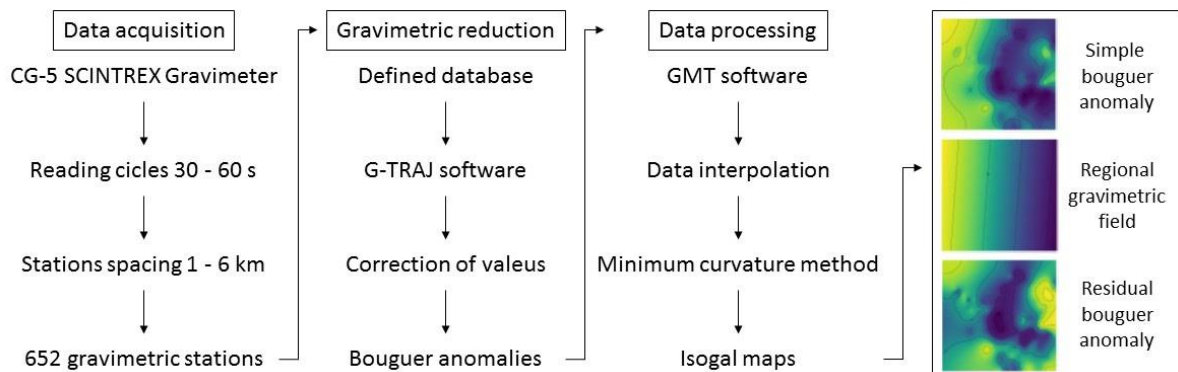 Data acquisition
CG-5 SCINTREX Gravimeter
Reading cicles 30 - 60 s
Stations spacing 1 - 6 km
652 gravimetric stations
Gravimetric reduction
Defined database
G-TRAJ software
Correction of valeus
Bouguer anomalies
Data processing
GMT software
Data interpolation
Minimum curvature method
Isogal maps
Simple
bouguer
anomaly
Regional
gravimetric
field
Residual
bouguer
anomaly